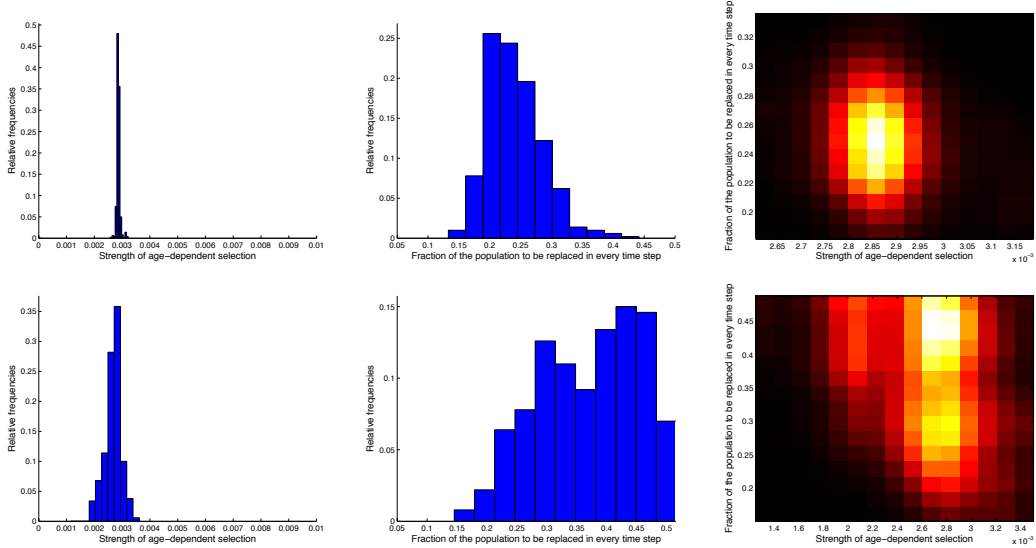 0.5
0.45
0.4
0.35
0.3
0.25
0.2
0.15
0.1
0.05
0
Relative frequencies
0 0.001 0.002 0.003 0.004 0.005 0.006 0.007 0.008 0.009 0.01
Strength of age-dependent selection
0.25
0.2
0.15
0.1
0.05
0
Relative frequencies
0.05 0.1 0.15 0.2 0.25 0.3 0.35 0.4 0.45 0.5
Fraction of the population to be replaced in every time step
0.32
0.3
0.28
0.26
0.24
0.22
0.2
Fraction of the population to be replaced in every time step
2.65 2.7 2.75 2.8 2.85 2.9 2.95 3 3.05 3.1 3.15
x 10⁻³
Strength of age-dependent selection
0.35
0.3
0.25
0.2
0.15
0.1
0.05
0
Relative frequencies
0 0.001 0.002 0.003 0.004 0.005 0.006 0.007 0.008 0.009 0.01
Strength of age-dependent selection
0.15
0.1
0.05
0
Relative frequencies
0.05 0.1 0.15 0.2 0.25 0.3 0.35 0.4 0.45 0.5
Fraction of the population to be replaced in every time step
0.45
0.4
0.35
0.3
0.25
0.2
Fraction of the population to be replaced in every time step
1.4 1.6 1.8 2 2.2 2.4 2.6 2.8 3 3.2 3.4
x 10⁻³
Strength of age-dependent selection